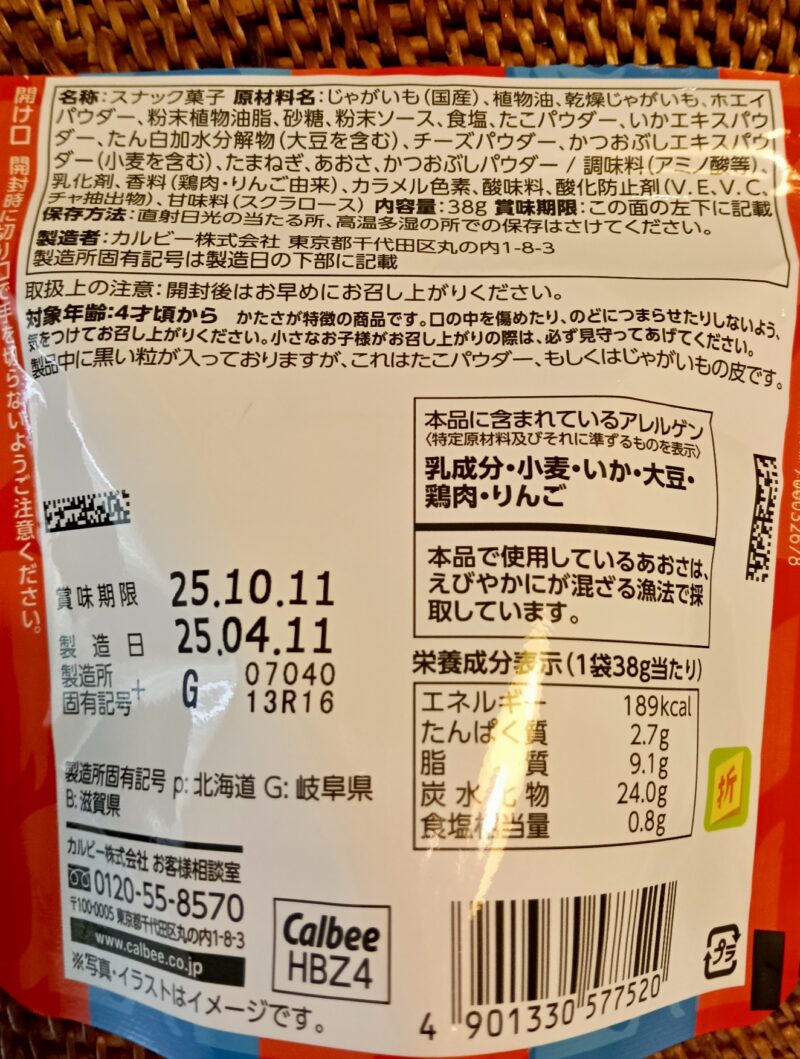 名称:スナック菓子 原材料名:じゃがいも(国産)、植物油、乾燥じゃがいも、ホエイ
パウダー、粉末植物油脂、砂糖、粉末ソース、食塩、たこパウダー、いかエキスパウ
ダー、たん白加水分解物(大豆を含む)、チーズパウダー、かつおぶしエキスパウ
ダー(小麦を含む)、たまねぎ、あおさ、かつおぶしパウダー / 調味料(アミノ酸等)、
乳化剤、香料(鶏肉・りんご由来)、カラメル色素、酸味料、酸化防止剤(V.E、V.C、
チャ抽出物)、甘味料(スクラロース) 内容量:38g 賞味期限:この面の左下に記載
保存方法:直射日光の当たる所、高温多湿の所での保存はさけてください。
製造者:カルビー株式会社 東京都千代田区丸の内1-8-3
製造所固有記号は製造日の下部に記載
取扱上の注意:開封後はお早めにお召し上がりください。
対象年齢:4才頃から かたさが特徴の商品です。口の中を傷めたり、のどにつまらせたりしないよう、
気をつけてお召し上がりください。小さなお子様がお召し上がりの際は、必ず見守ってあげてください。
製品中に黒い粒が入っておりますが、これはたこパウダー、もしくはじゃがいもの皮です。
開け口 開封時に切り口で手を切らないようご注意ください。
本品に含まれているアレルゲン
〈特定原材料及びそれに準ずるものを表示〉
乳成分・小麦・いか・大豆・
鶏肉・りんご
本品で使用しているあおさは、
えびやかにが混ざる漁法で採
取しています。
賞味期限 25.10.11
製造日 25.04.11
製造所 07040
固有記号+ G 13R16
製造所固有記号 p:北海道 G:岐阜県
B:滋賀県
栄養成分表示(1袋38g当たり)
エネルギー 189kcal
たんぱく質 2.7g
脂質 9.1g
炭水化物 24.0g
食塩相当量 0.8g
折
カルビー株式会社 お客様相談室
0120-55-8570
〒100-0005 東京都千代田区丸の内1-8-3
www.calbee.co.jp
※写真・イラストはイメージです。
Calbee
HBZ4
4 901330 577520
プラ